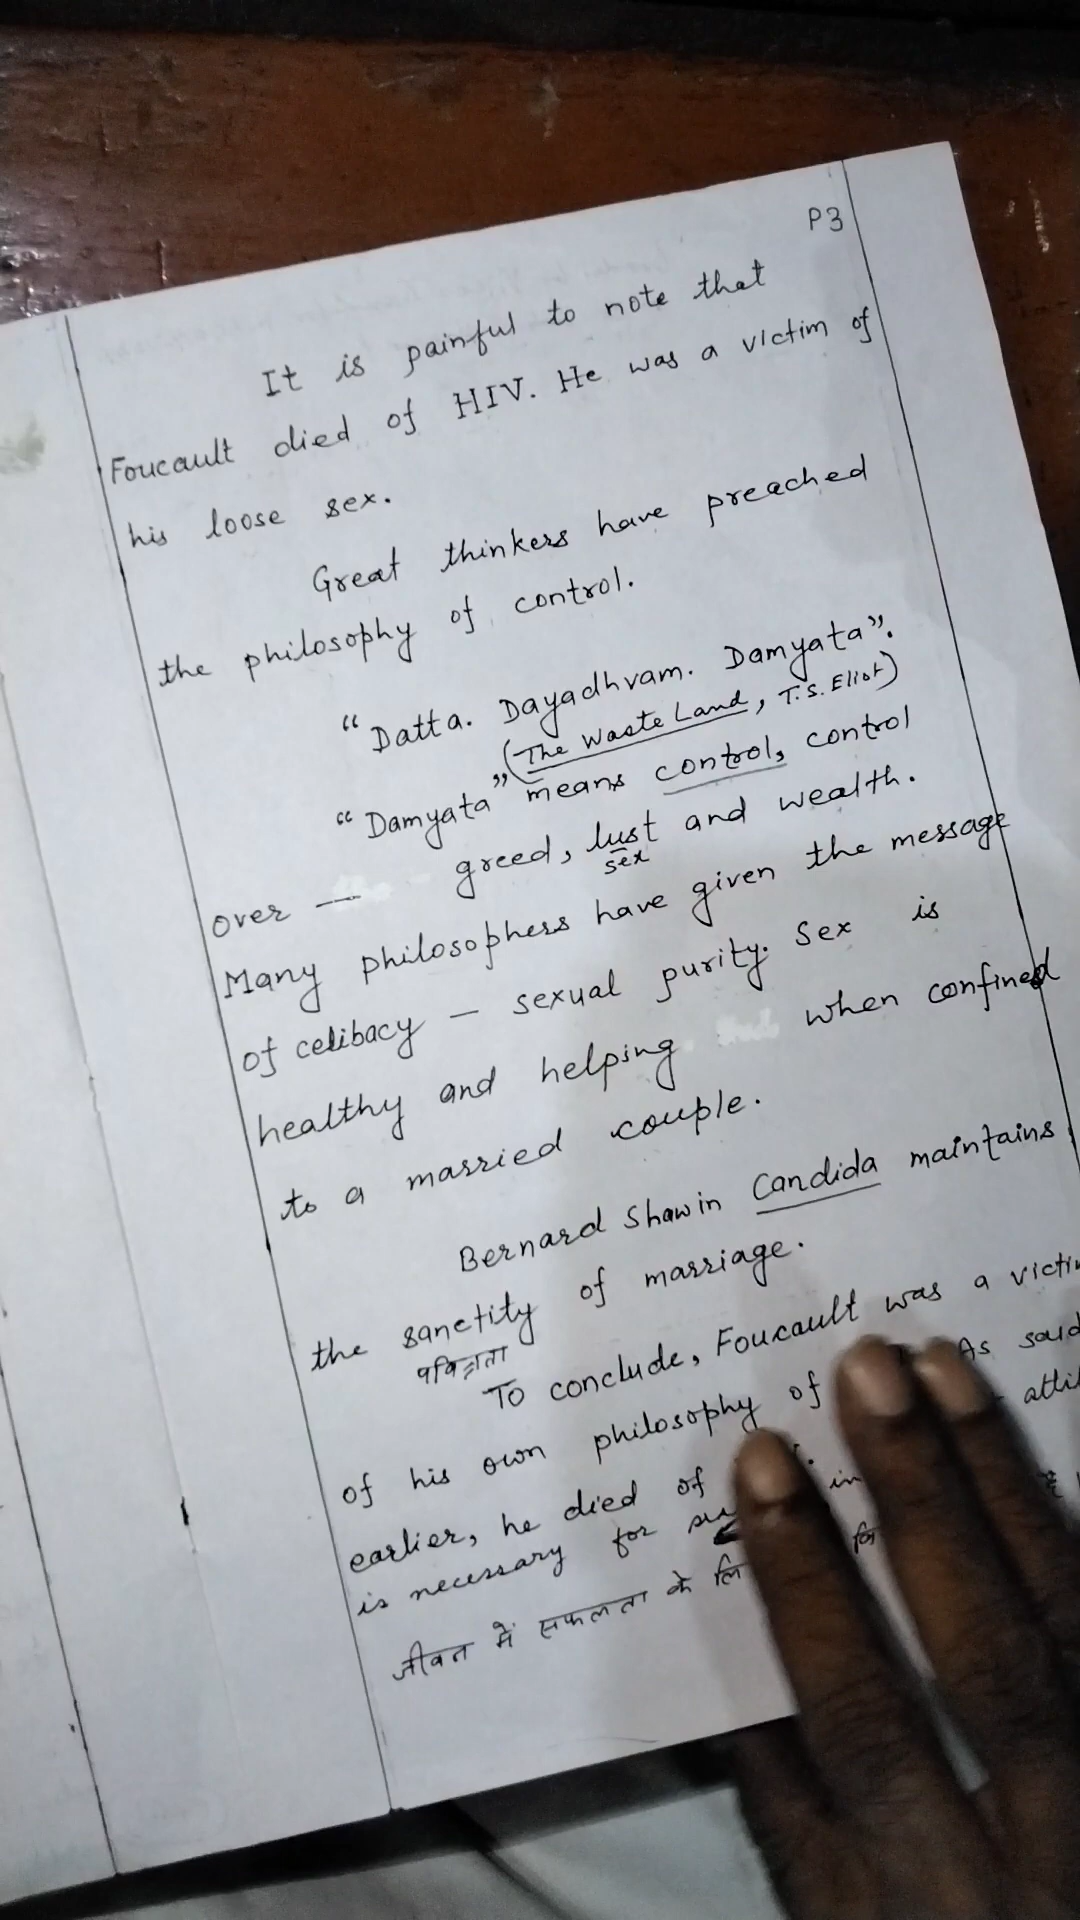 P3
It is painful to note that
Foucault died of HIV. He was a victim of
his loose sex.
Great thinkers have preached
the philosophy of control.
“Datta. Dayadhvam. Damyata”.
(The Waste Land, T.S. Eliot)
“Damyata” means control, control
over — greed, lust and wealth.
sex
Many philosophers have given the message
of celibacy — sexual purity. Sex is
healthy and helping when confined
to a married couple.
Bernard Shaw in Candida maintains
the sanctity of marriage.
पवित्रता
To conclude, Foucault was a
of his own philosophy of As
earlier, he died of
is necessary for in
जीवन में सफलता के